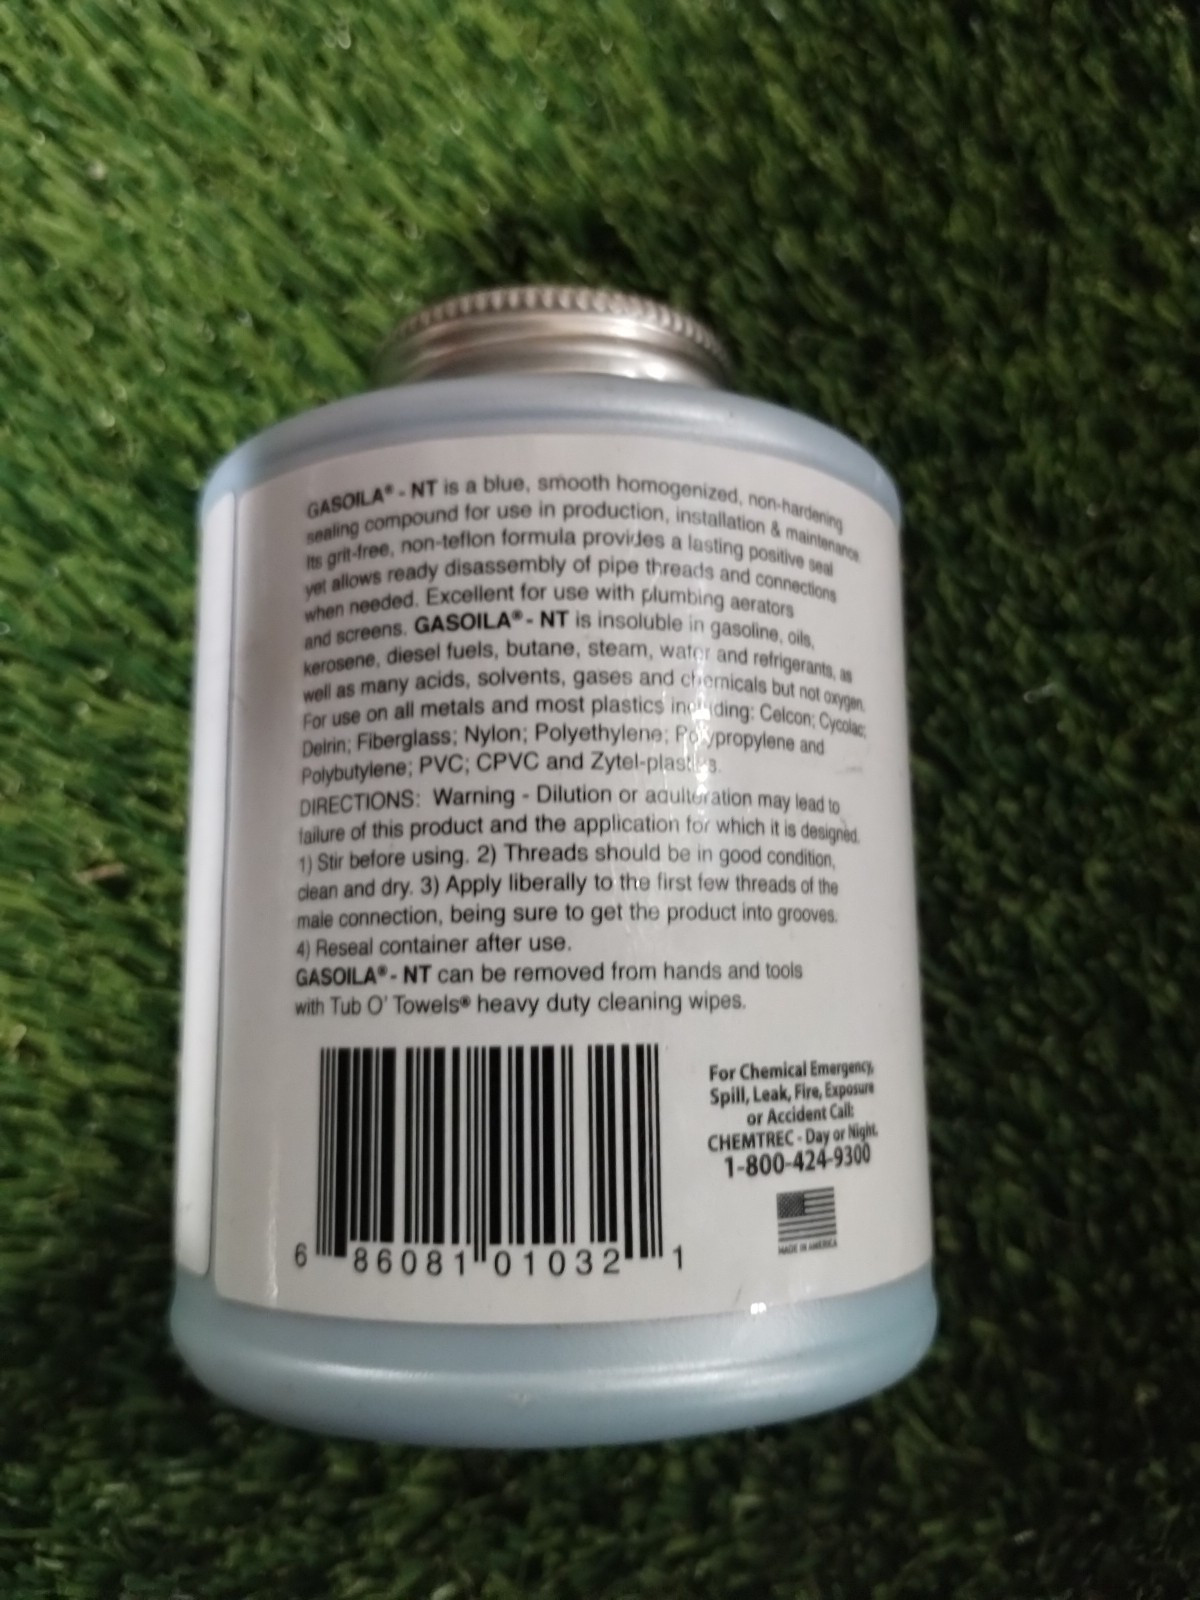 GASOILA® - NT is a blue, smooth homogenized, non-hardening
sealing compound for use in production, installation & maintenance.
Its grit-free, non-teflon formula provides a lasting positive seal
yet allows ready disassembly of pipe threads and connections
when needed. Excellent for use with plumbing aerators
and screens. GASOILA® - NT is insoluble in gasoline, oils,
kerosene, diesel fuels, butane, steam, water and refrigerants, as
well as many acids, solvents, gases and chemicals but not oxygen.
For use on all metals and most plastics including: Celcon; Cycolac;
Delrin; Fiberglass; Nylon; Polyethylene; Polypropylene and
Polybutylene; PVC; CPVC and Zytel-plastics.
DIRECTIONS: Warning - Dilution or adulteration may lead to
failure of this product and the application for which it is designed.
1) Stir before using. 2) Threads should be in good condition,
clean and dry. 3) Apply liberally to the first few threads of the
male connection, being sure to get the product into grooves.
4) Reseal container after use.
GASOILA® - NT can be removed from hands and tools
with Tub O' Towels® heavy duty cleaning wipes.
6 86081 01032 1
For Chemical Emergency,
Spill, Leak, Fire, Exposure
or Accident Call:
CHEMTREC - Day or Night.
1-800-424-9300
MADE IN AMERICA